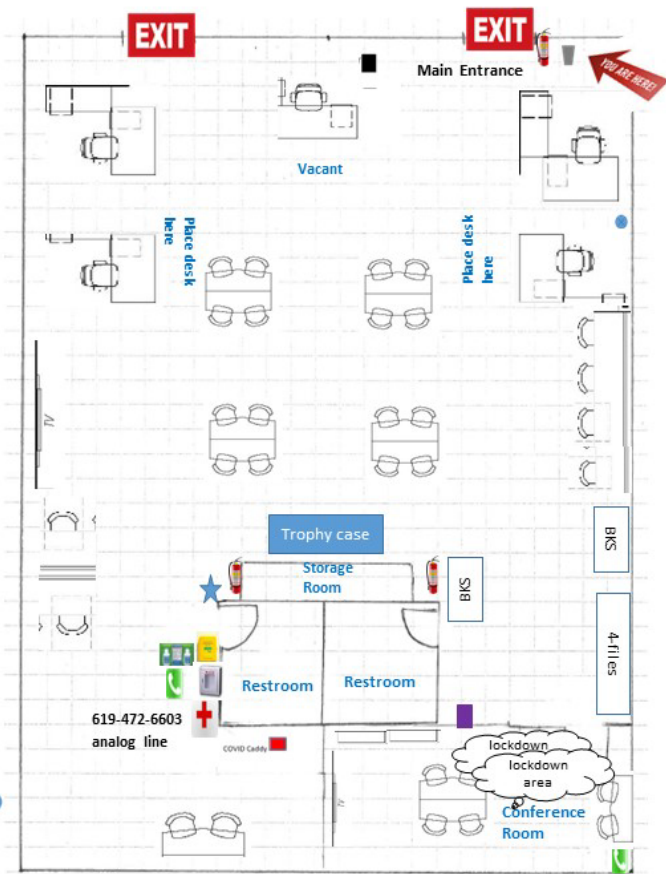 EXIT
EXIT
Main Entrance
YOU ARE HERE!
Vacant
Place desk
here
Place desk
here
TV
Trophy case
BKS
Storage
Room
BKS
4-files
Restroom
Restroom
619-472-6603
analog line
COVID Caddy
lockdown
lockdown
area
TV
Conference
Room